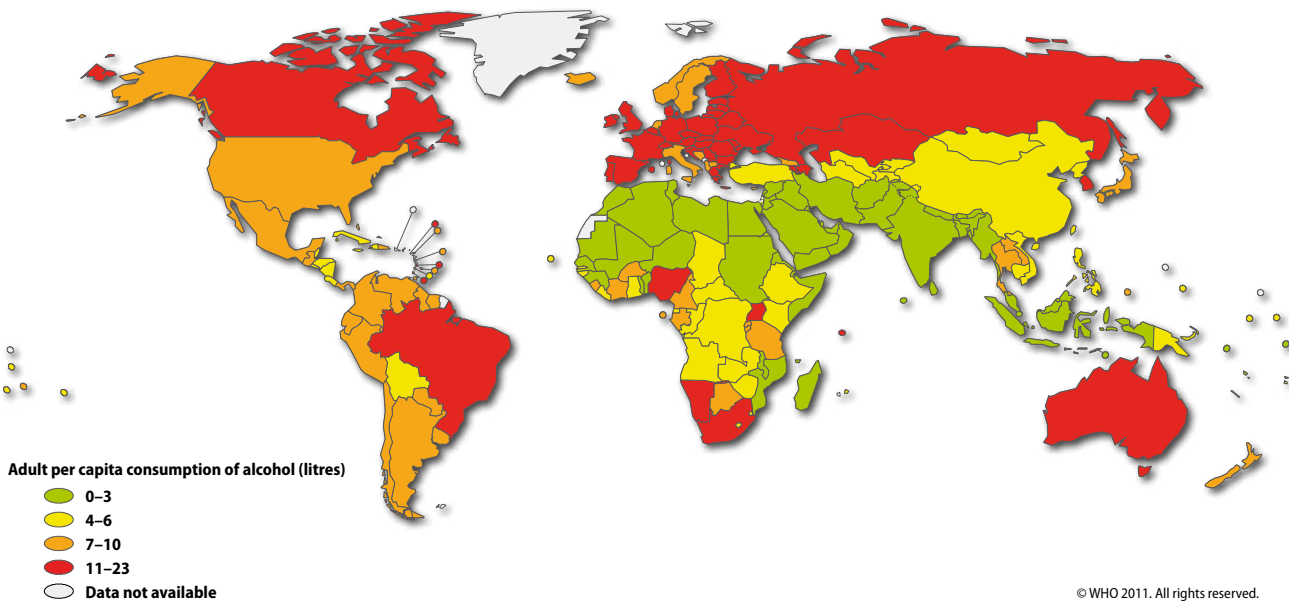 Adult per capita consumption of alcohol (litres)
0–3
4–6
7–10
11–23
Data not available
© WHO 2011. All rights reserved.